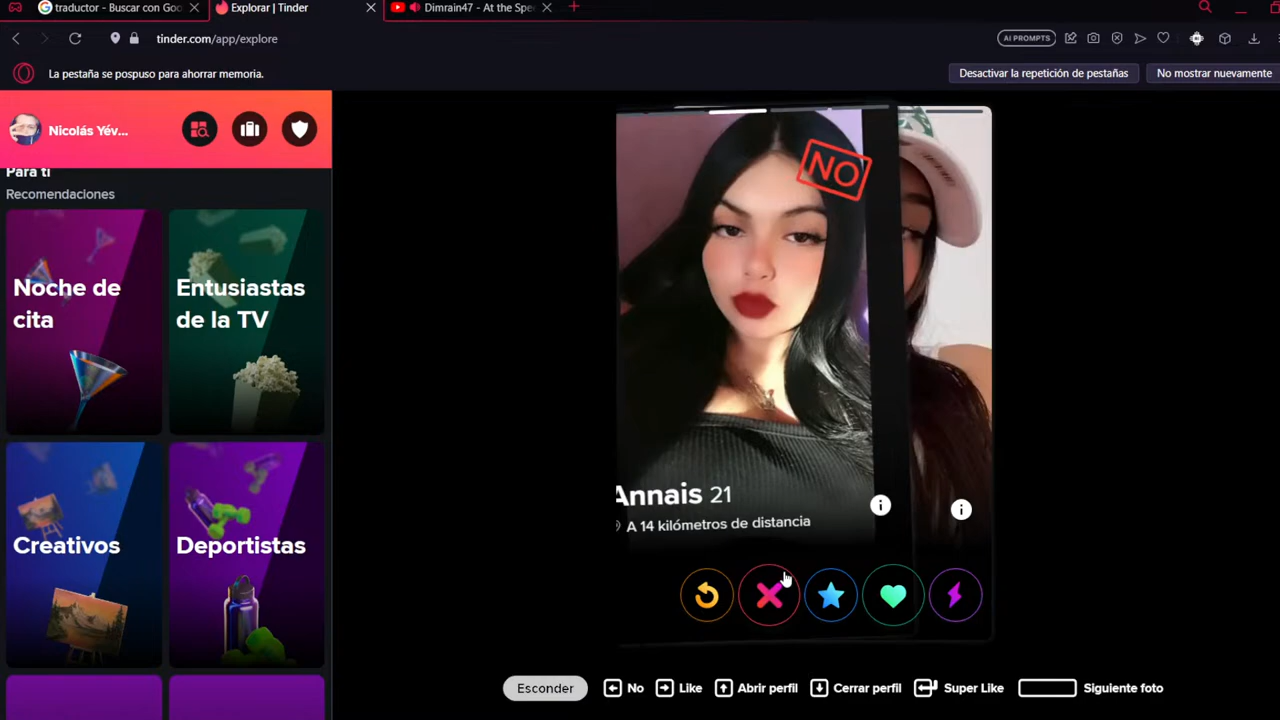 traductor - Buscar con Goo
Explorar | Tinder
Dimrain47 - At the Spe
tinder.com/app/explore
AI PROMPTS
La pestaña se pospuso para ahorrar memoria.
Desactivar la repetición de pestañas
No mostrar nuevamente
Nicolás Yév...
Para ti
Recomendaciones
Noche de
cita
Entusiastas
de la TV
Creativos
Deportistas
NO
Annais 21
A 14 kilómetros de distancia
Esconder
No
Like
Abrir perfil
Cerrar perfil
Super Like
Siguiente foto